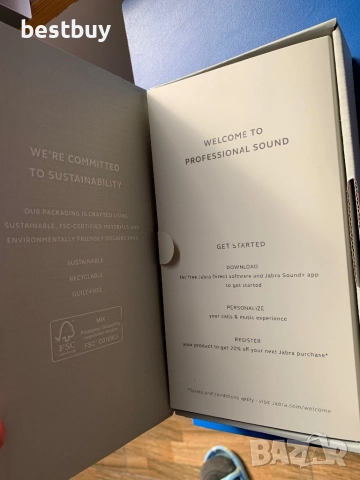 bestbuy
WE'RE COMMITTED
TO SUSTAINABILITY
OUR PACKAGING IS CRAFTED USING
SUSTAINABLE, FSC-CERTIFIED MATERIALS AND
ENVIRONMENTALLY FRIENDLY ORGANIC INKS
SUSTAINABLE
RECYCLABLE
GUILT-FREE
FSC
MIX
WELCOME TO
PROFESSIONAL SOUND
GET STARTED
DOWNLOAD
the free Jabra Direct software and Jabra Sound+ app
to get started
PERSONALIZE
your calls & music experience
REGISTER
your product to get 20% off your next Jabra purchase*
*Terms and conditions apply - visit jabra.com/welcome
BAZAR